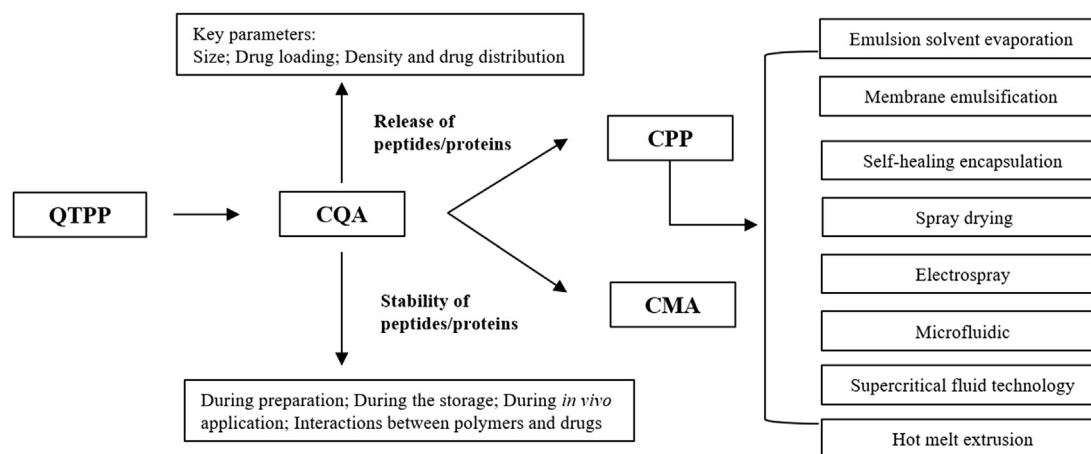 Key parameters:
Size; Drug loading; Density and drug distribution
Release of
peptides/proteins
QTPP
CQA
Stability of
peptides/proteins
During preparation; During the storage; During in vivo
application; Interactions between polymers and drugs
CPP
CMA
Emulsion solvent evaporation
Membrane emulsification
Self-healing encapsulation
Spray drying
Electrospray
Microfluidic
Supercritical fluid technology
Hot melt extrusion